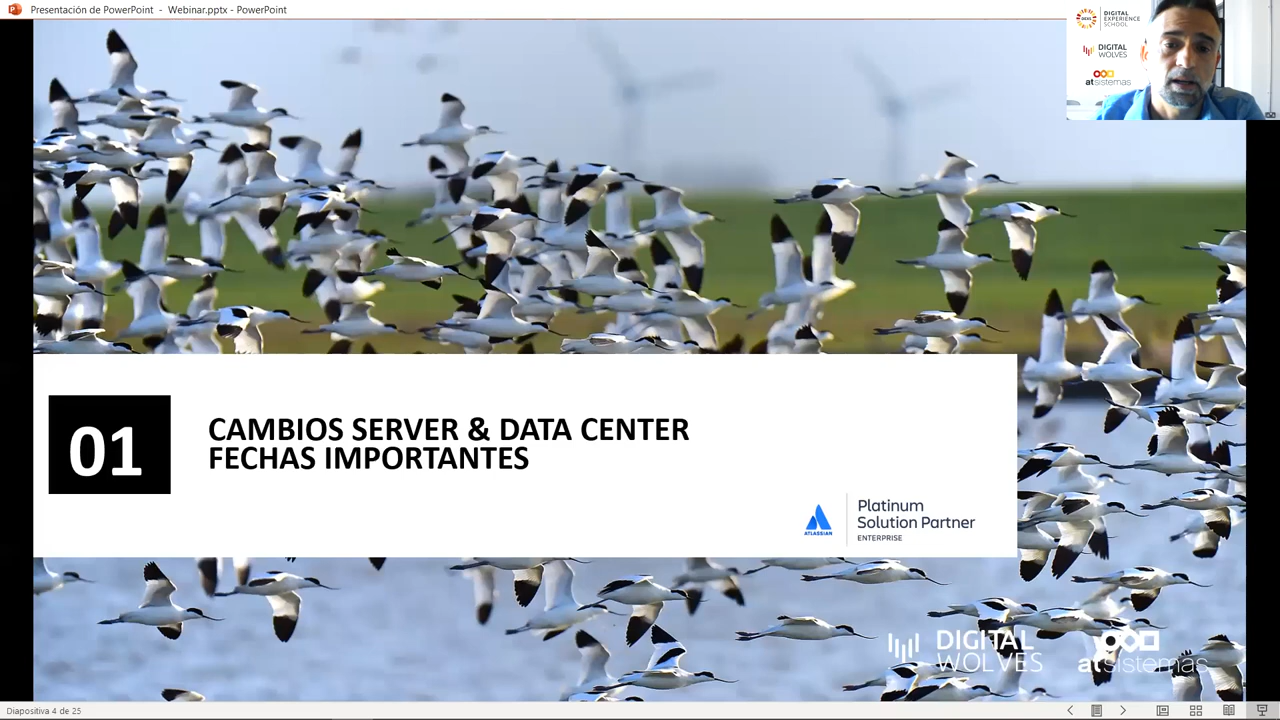 Presentación de PowerPoint - Webinar.pptx - PowerPoint
DIGITAL
EXPERIENCE
SCHOOL
DIGITAL
WOLVES
atsistemas
01
CAMBIOS SERVER & DATA CENTER
FECHAS IMPORTANTES
ATLASSIAN
Platinum
Solution Partner
ENTERPRISE
DIGITAL
WOLVES
atsistemas
Diapositiva 4 de 25